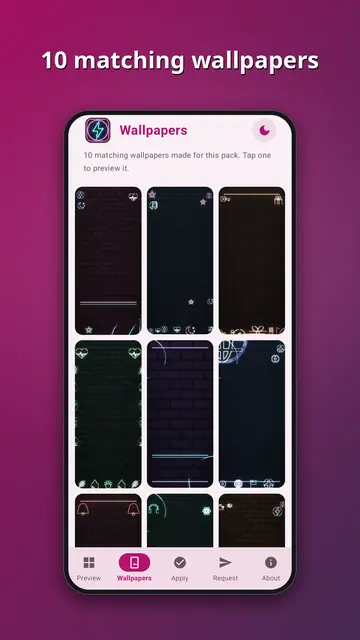 10 matching wallpapers
Wallpapers
10 matching wallpapers made for this pack. Tap one
to preview it.
Preview
Wallpapers
Apply
Request
About